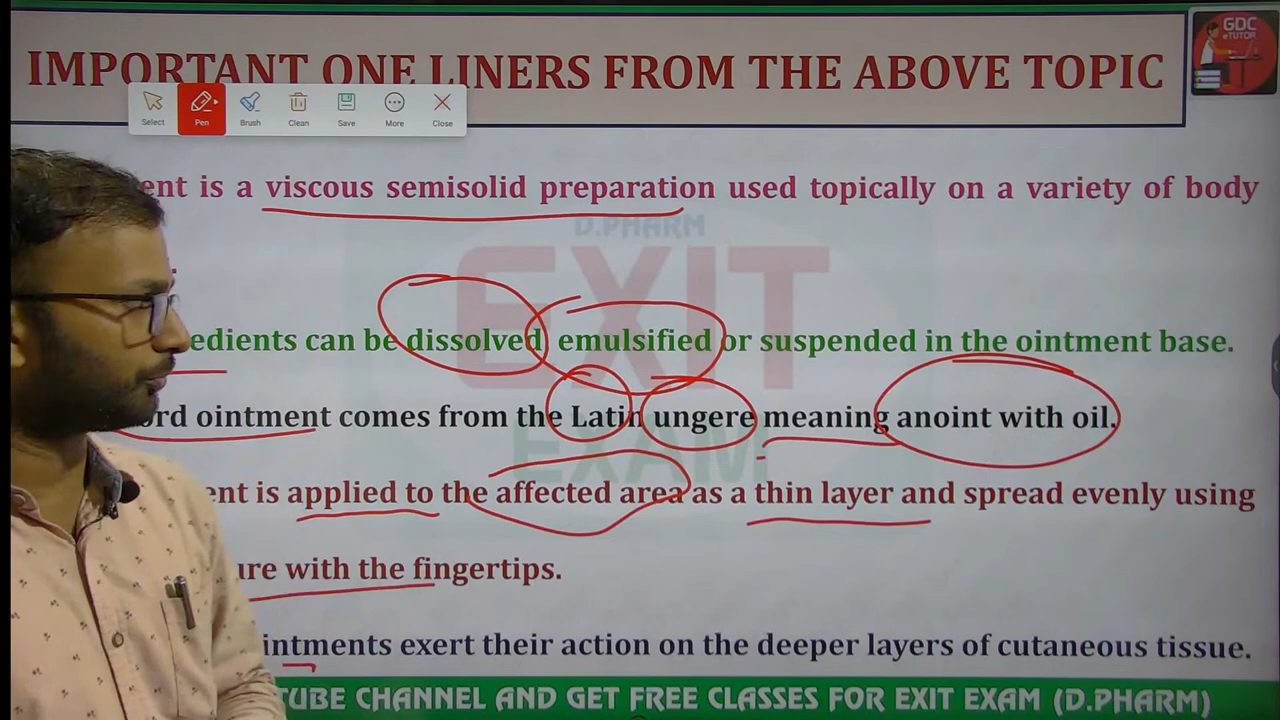 IMPORTANT ONE LINERS FROM THE ABOVE TOPIC
GDC
eTUTOR
Select Pen Brush Clean Save More Close
ent is a viscous semisolid preparation used topically on a variety of body
D.PHARM
EXIT
EXAM
edients can be dissolved emulsified or suspended in the ointment base.
ord ointment comes from the Latin ungere meaning anoint with oil.
ent is applied to the affected area as a thin layer and spread evenly using
ure with the fingertips.
intments exert their action on the deeper layers of cutaneous tissue.
TUBE CHANNEL AND GET FREE CLASSES FOR EXIT EXAM (D.PHARM)